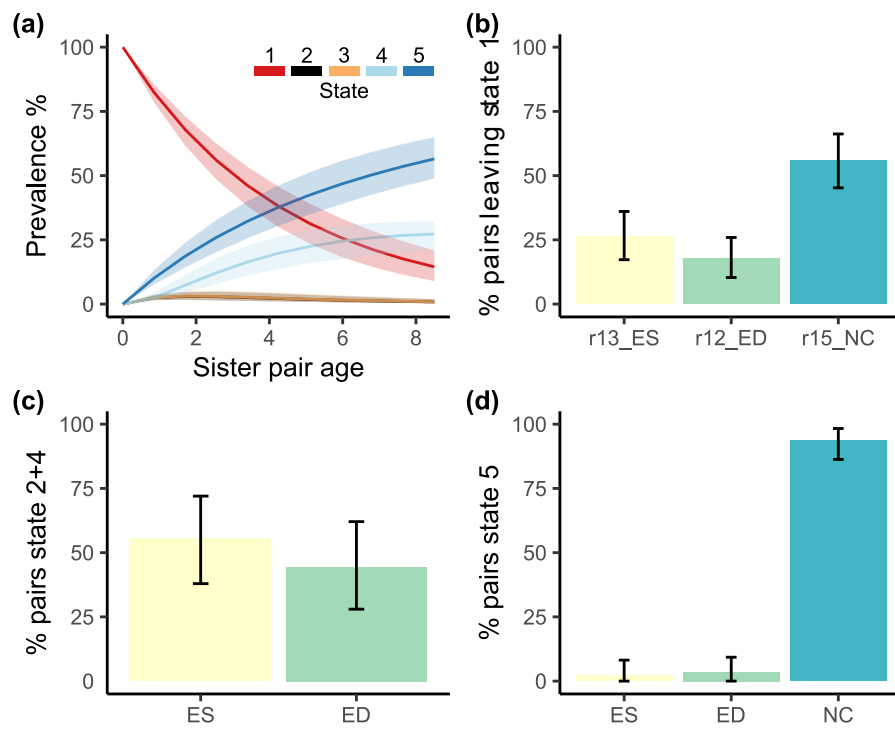 (a)
Prevalence %
100
75
50
25
0
1 2 3 4 5
State
0 2 4 6 8
Sister pair age
(b)
% pairs leaving state 1
100
75
50
25
0
r13_ES r12_ED r15_NC
(c)
% pairs state 2+4
100
75
50
25
0
ES ED
(d)
% pairs state 5
100
75
50
25
0
ES ED NC